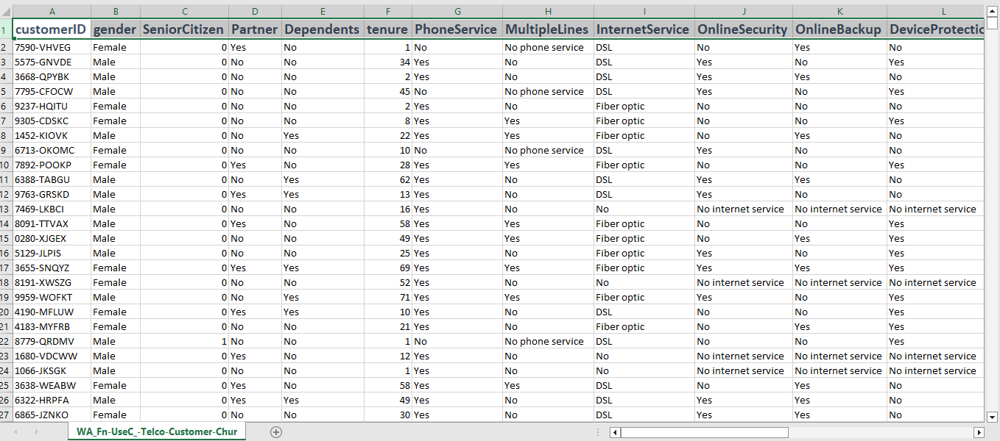 A B C D E F G H I J K L
1 customerID gender SeniorCitizen Partner Dependents tenure PhoneService MultipleLines InternetService OnlineSecurity OnlineBackup DeviceProtectic
2 7590-VHVEG Female 0 Yes No 1 No No phone service DSL No Yes No
3 5575-GNVDE Male 0 No No 34 Yes No DSL Yes No Yes
4 3668-QPYBK Male 0 No No 2 Yes No DSL Yes Yes No
5 7795-CFOCW Male 0 No No 45 No No phone service DSL Yes No Yes
6 9237-HQITU Female 0 No No 2 Yes No Fiber optic No No No
7 9305-CDSKC Female 0 No No 8 Yes Yes Fiber optic No No Yes
8 1452-KIOVK Male 0 No Yes 22 Yes Yes Fiber optic No Yes No
9 6713-OKOMC Female 0 No No 10 No No phone service DSL Yes No No
10 7892-POOKP Female 0 Yes No 28 Yes Yes Fiber optic No No Yes
11 6388-TABGU Male 0 No Yes 62 Yes No DSL Yes Yes No
12 9763-GRSKD Male 0 Yes Yes 13 Yes No DSL Yes No No
13 7469-LKBCI Male 0 No No 16 Yes No No No internet service No internet service No internet service
14 8091-TTVAX Male 0 Yes No 58 Yes Yes Fiber optic No No Yes
15 0280-XJGEX Male 0 No No 49 Yes Yes Fiber optic No Yes Yes
16 5129-JLPIS Male 0 No No 25 Yes No Fiber optic Yes No Yes
17 3655-SNQYZ Female 0 Yes Yes 69 Yes Yes Fiber optic Yes Yes Yes
18 8191-XWSZG Female 0 No No 52 Yes No No No internet service No internet service No internet service
19 9959-WOFKT Male 0 No Yes 71 Yes Yes Fiber optic Yes No Yes
20 4190-MFLUW Female 0 Yes Yes 10 Yes No DSL No No Yes
21 4183-MYFRB Female 0 No No 21 Yes No Fiber optic No Yes Yes
22 8779-QRDMV Male 1 No No 1 No No phone service DSL No No Yes
23 1680-VDCWW Male 0 Yes No 12 Yes No No No internet service No internet service No internet service
24 1066-JKSGK Male 0 No No 1 Yes No No No internet service No internet service No internet service
25 3638-WEABW Female 0 Yes No 58 Yes Yes DSL No Yes No
26 6322-HRPFA Male 0 Yes Yes 49 Yes No DSL Yes Yes No
27 6865-JZNKO Female 0 No No 30 Yes No DSL Yes Yes No
WA_Fn-UseC_-Telco-Customer-Chur